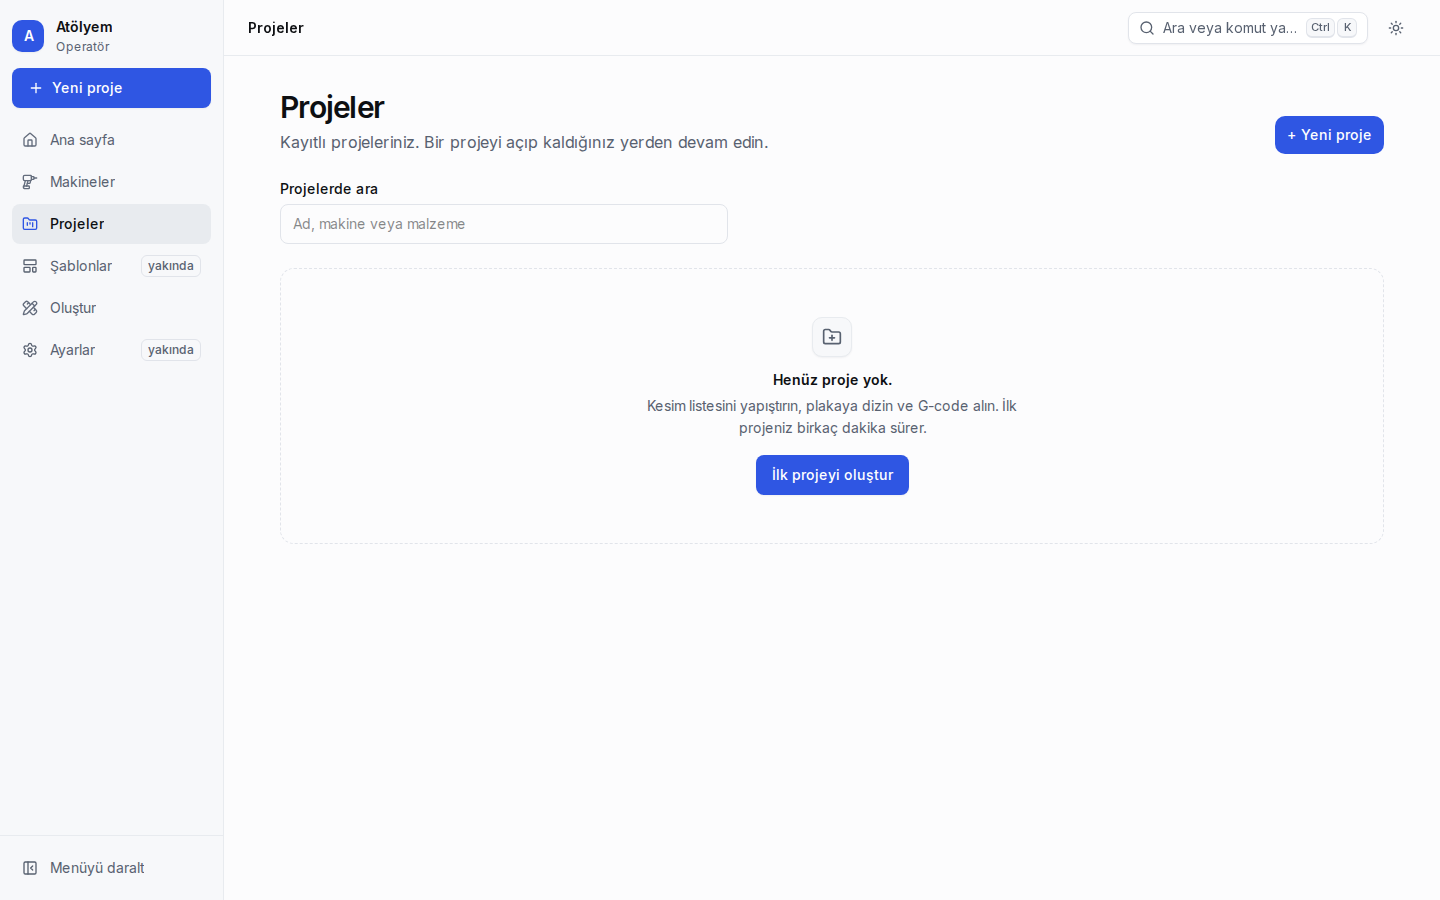 A
Atölyem
Operatör
Yeni proje
Ana sayfa
Makineler
Projeler
Şablonlar yakında
Oluştur
Ayarlar yakında
Menüyü daralt
Projeler
Ara veya komut ya... Ctrl K
Projeler
Kayıtlı projeleriniz. Bir projeyi açıp kaldığınız yerden devam edin.
+ Yeni proje
Projelerde ara
Ad, makine veya malzeme
Henüz proje yok.
Kesim listesini yapıştırın, plakaya dizin ve G-code alın. İlk
projeniz birkaç dakika sürer.
İlk projeyi oluştur